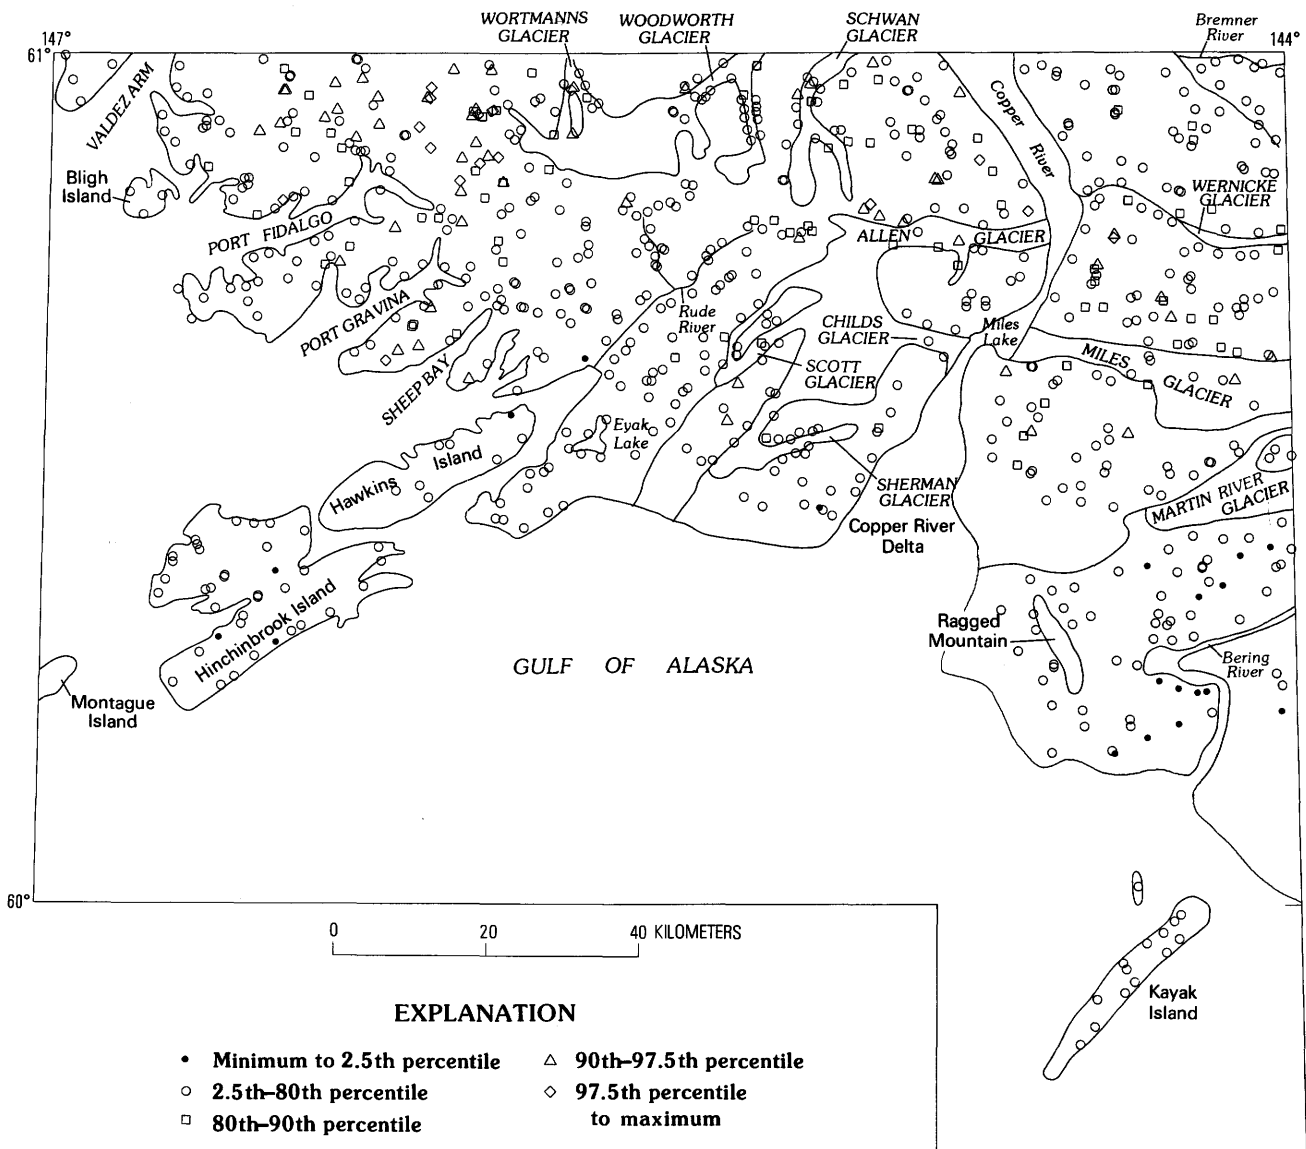 WORTMANNS
GLACIER
WOODWORTH
GLACIER
SCHWAN
GLACIER
Bremner
River
147°
144°
61°
VALDEZ ARM
Copper
River
Bligh
Island
WERNICKE
GLACIER
PORT FIDALGO
ALLEN GLACIER
PORT GRAVINA
Rude
River
CHILDS
GLACIER
Miles
Lake
SCOTT
GLACIER
MILES GLACIER
SHEEP BAY
Eyak
Lake
Hawkins Island
SHERMAN
GLACIER
MARTIN RIVER
GLACIER
Copper River
Delta
Hinchinbrook Island
Ragged
Mountain
GULF OF ALASKA
Bering
River
Montague
Island
60°
0 20 40 KILOMETERS
Kayak
Island
EXPLANATION
Minimum to 2.5th percentile
2.5th–80th percentile
80th–90th percentile
90th–97.5th percentile
97.5th percentile
to maximum